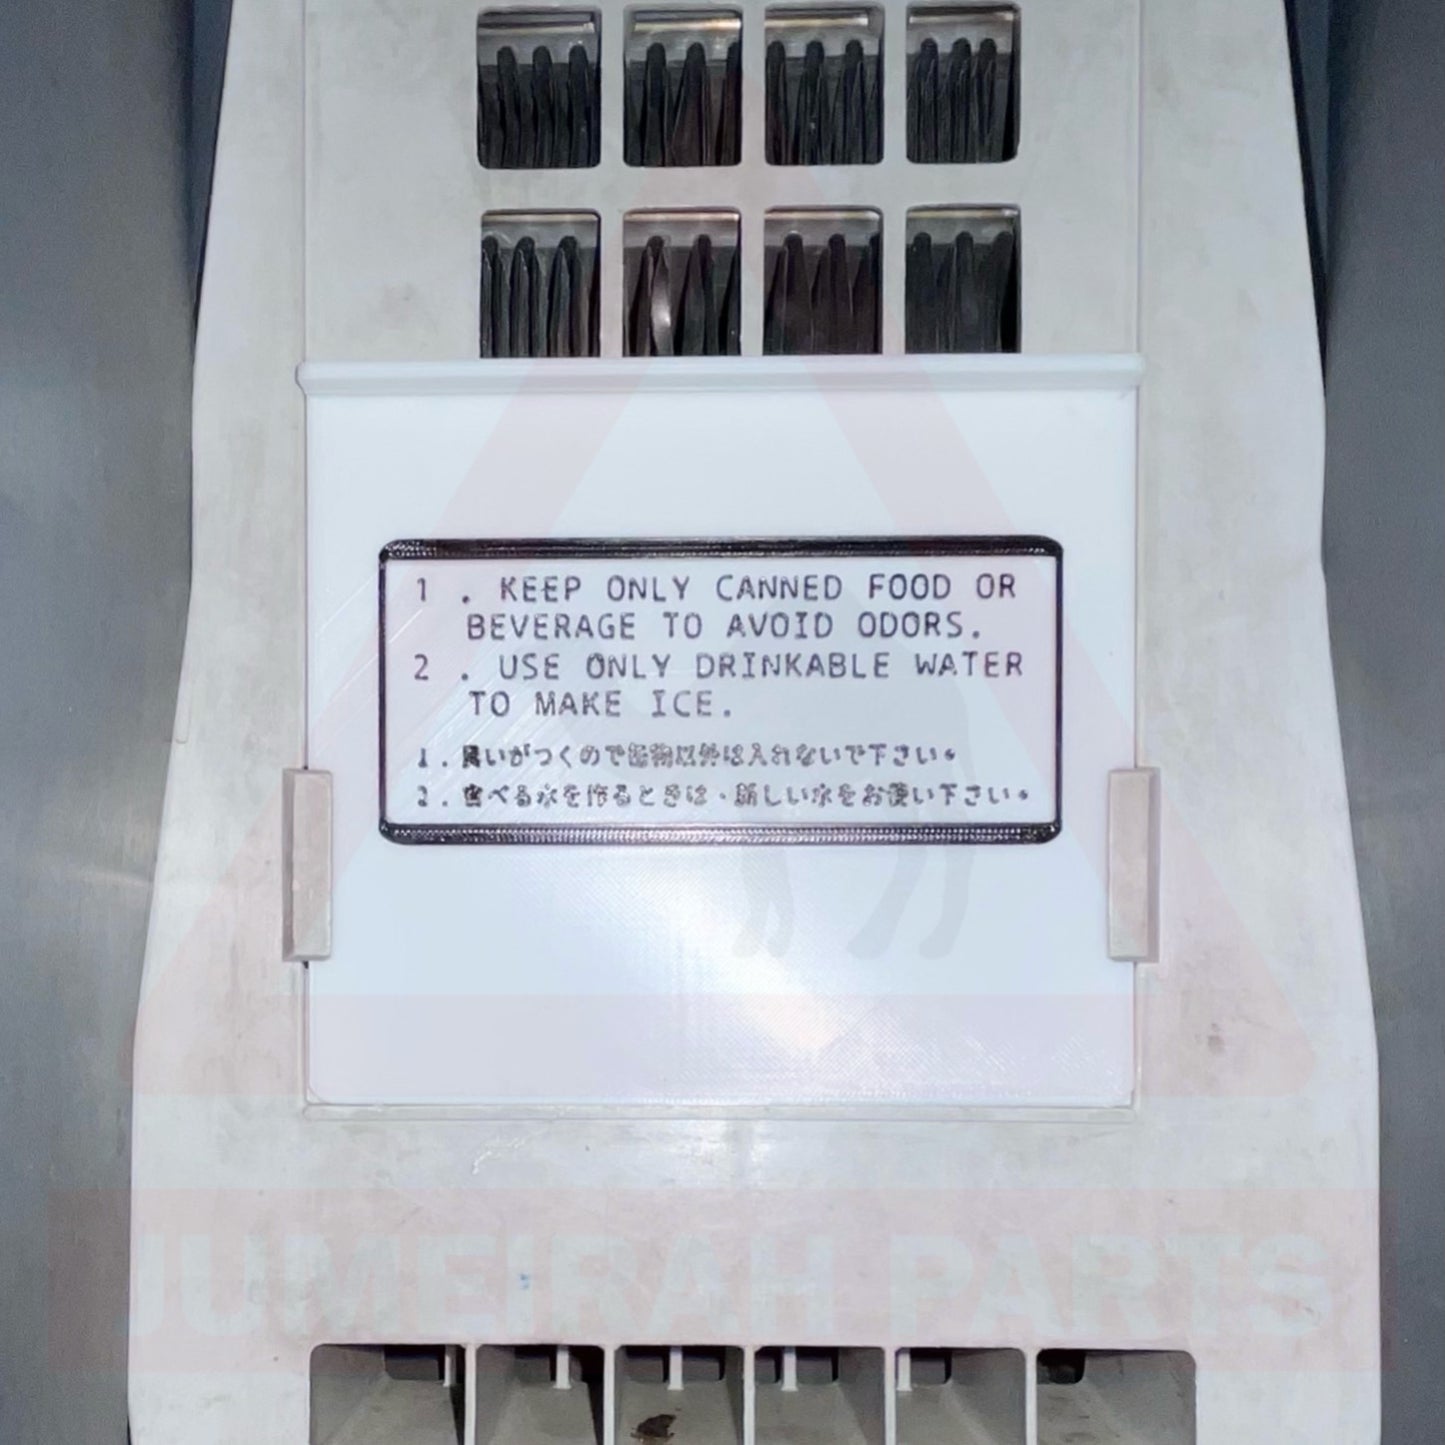 1 . KEEP ONLY CANNED FOOD OR
BEVERAGE TO AVOID ODORS.
2 . USE ONLY DRINKABLE WATER
TO MAKE ICE.
1 . 臭いがつくので缶物以外は入れないで下さい。
2 . 食べる氷を作るときは、新しい水をお使い下さい。
JUMEIRAH PARTS